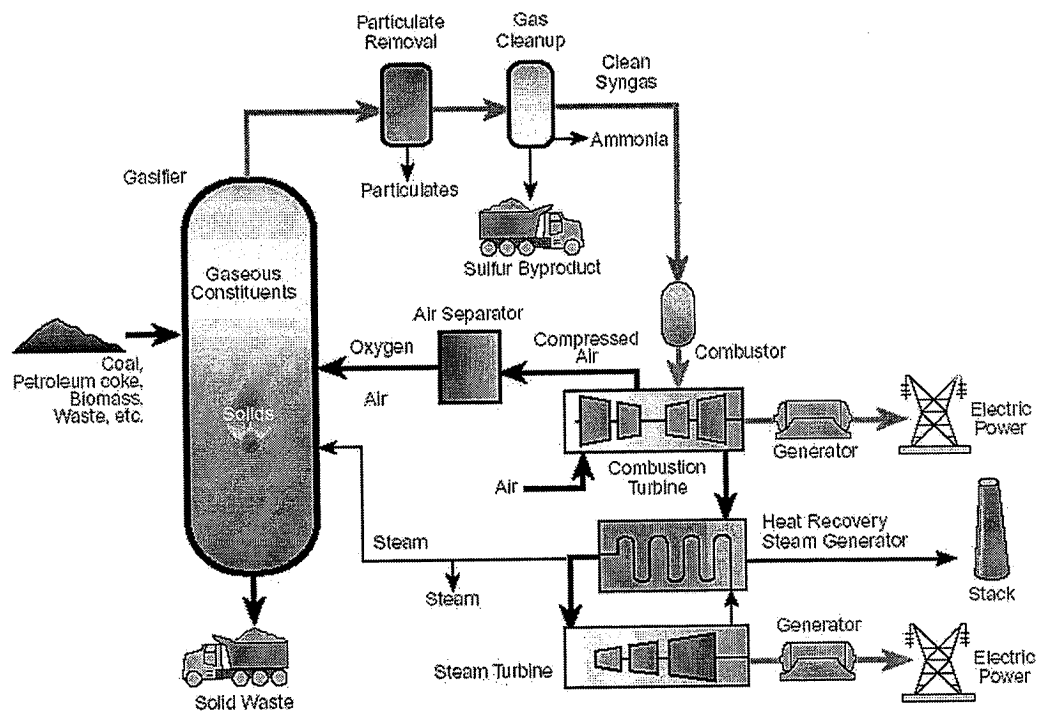 Particulate
Removal
Gas
Cleanup
Clean
Syngas
Ammonia
Gasifier
Particulates
Sulfur Byproduct
Gaseous
Constituents
Air Separator
Oxygen
Compressed
Air
Combustor
Coal,
Petroleum coke,
Biomass,
Waste, etc.
Air
Solids
Electric
Power
Generator
Combustion
Turbine
Air
Heat Recovery
Steam Generator
Steam
Steam
Stack
Generator
Steam Turbine
Electric
Power
Solid Waste